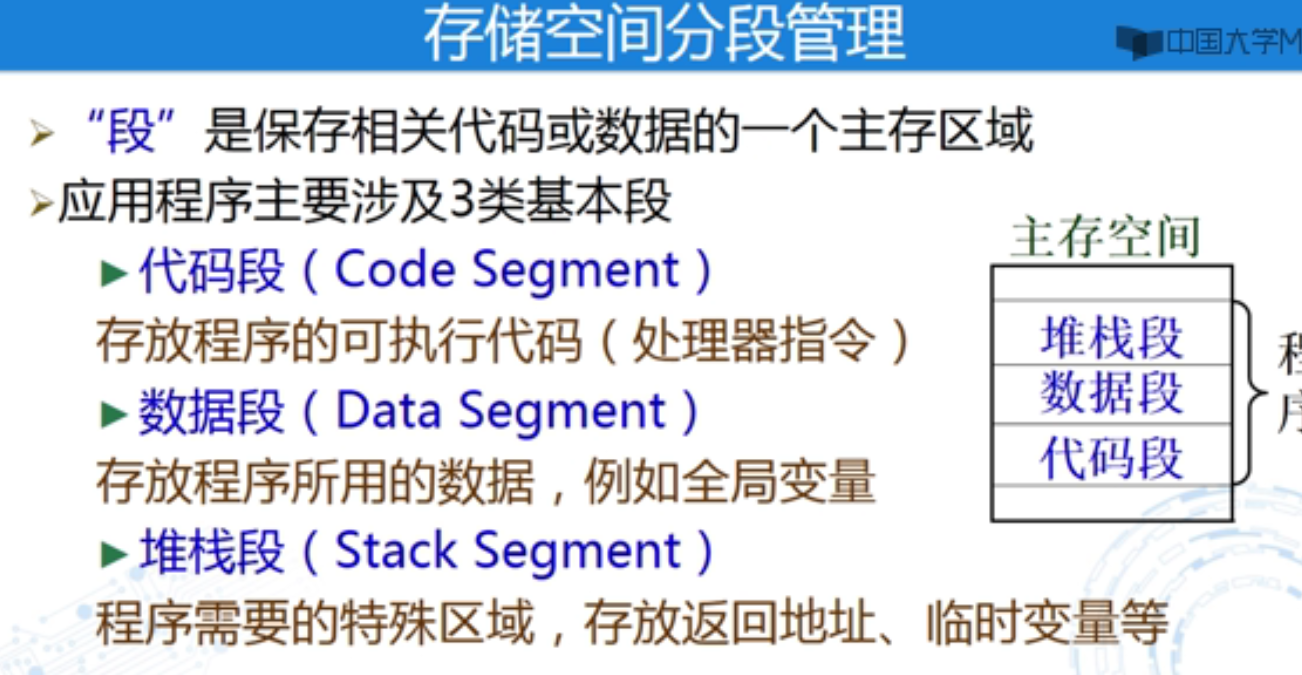 存储空间分段管理
中国大学M
“段”是保存相关代码或数据的一个主存区域
应用程序主要涉及3类基本段
代码段（Code Segment）
存放程序的可执行代码（处理器指令）
数据段（Data Segment）
存放程序所用的数据，例如全局变量
堆栈段（Stack Segment）
程序需要的特殊区域，存放返回地址、临时变量等
主存空间
堆栈段
数据段
代码段
程
序